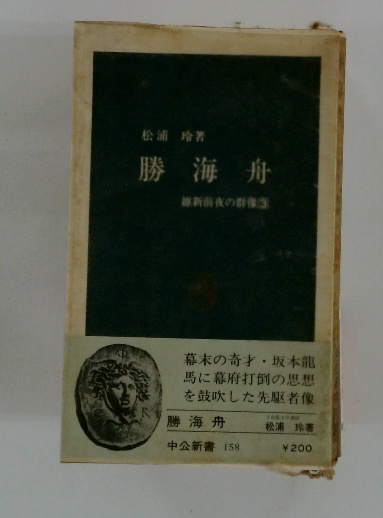 松浦 玲著
勝海舟
維新前夜の群像③
幕末の奇才・坂本龍
馬に幕府打倒の思想
を鼓吹した先駆者像
勝海舟
松浦 玲著
中公新書 158
¥200